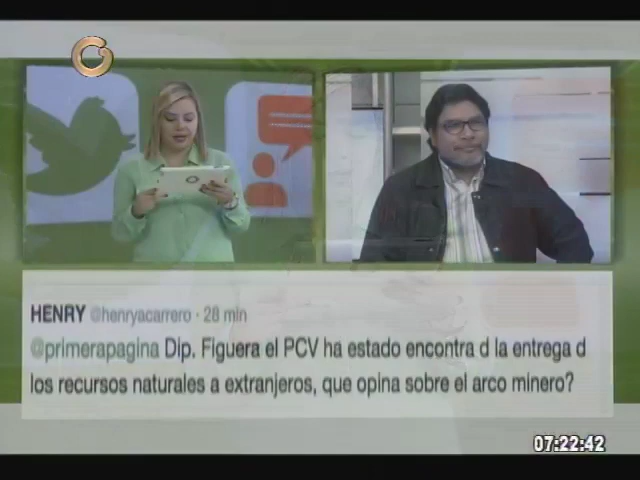 HENRY @henryacarrero · 28 min
@primerapagina Dip. Figuera el PCV ha estado encontra d la entrega d
los recursos naturales a extranjeros, que opina sobre el arco minero?
07:22:42